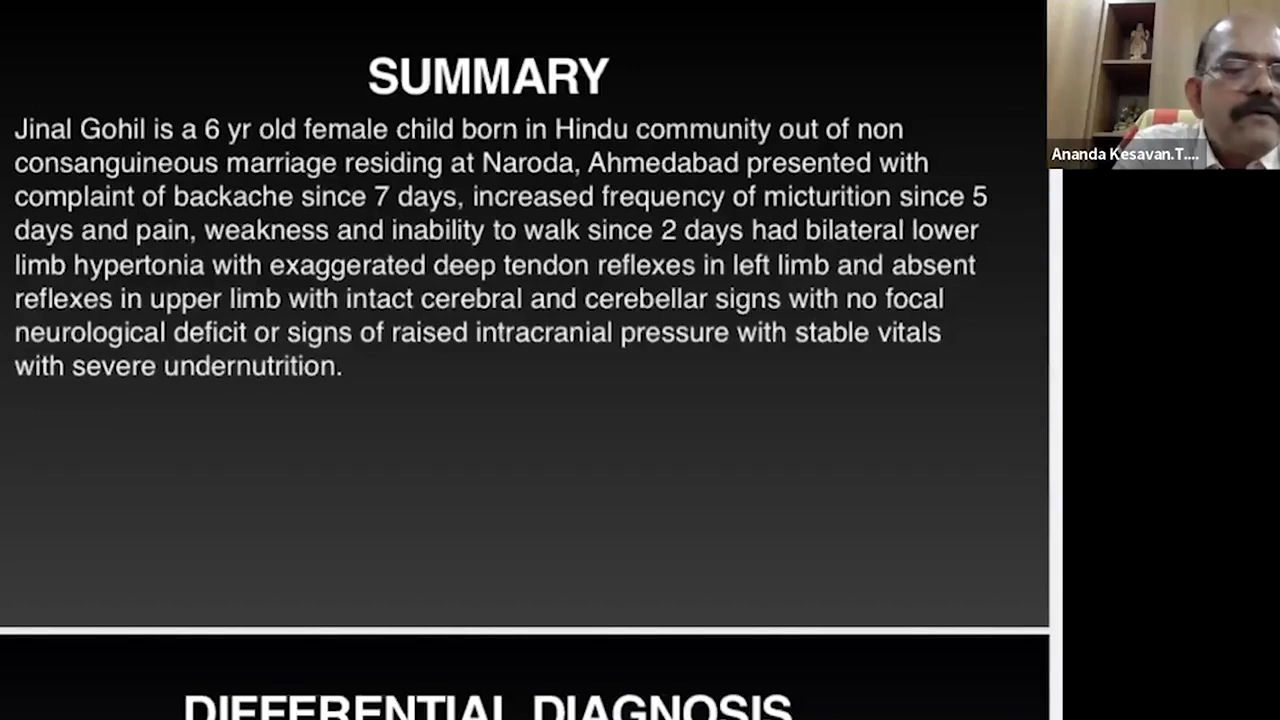 SUMMARY
Jinal Gohil is a 6 yr old female child born in Hindu community out of non
consanguineous marriage residing at Naroda, Ahmedabad presented with
complaint of backache since 7 days, increased frequency of micturition since 5
days and pain, weakness and inability to walk since 2 days had bilateral lower
limb hypertonia with exaggerated deep tendon reflexes in left limb and absent
reflexes in upper limb with intact cerebral and cerebellar signs with no focal
neurological deficit or signs of raised intracranial pressure with stable vitals
with severe undernutrition.
DIFFERENTIAL DIAGNOSIS
Ananda Kesavan.T....